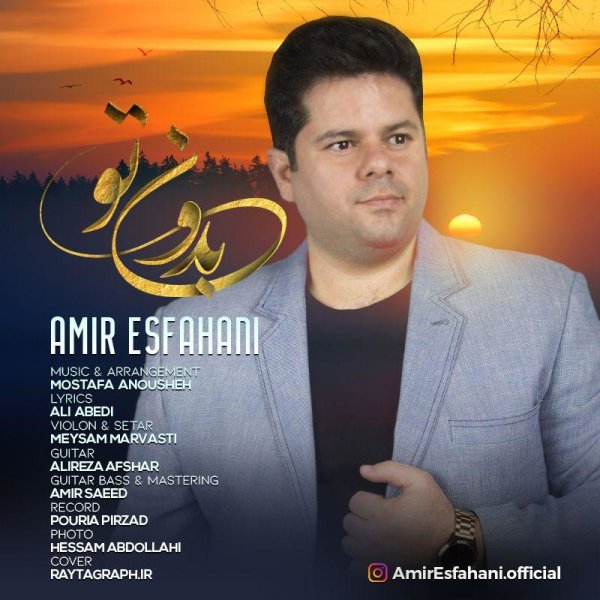 بدون تو
AMIR ESFAHANI
MUSIC & ARRANGEMENT
MOSTAFA ANOUSHEH
LYRICS
ALI ABEDI
VIOLON & SETAR
MEYSAM MARVASTI
GUITAR
ALIREZA AFSHAR
GUITAR BASS & MASTERING
AMIR SAEED
RECORD
POURIA PIRZAD
PHOTO
HESSAM ABDOLLAHI
COVER
RAYTAGRAPH.IR
AmirEsfahani.official